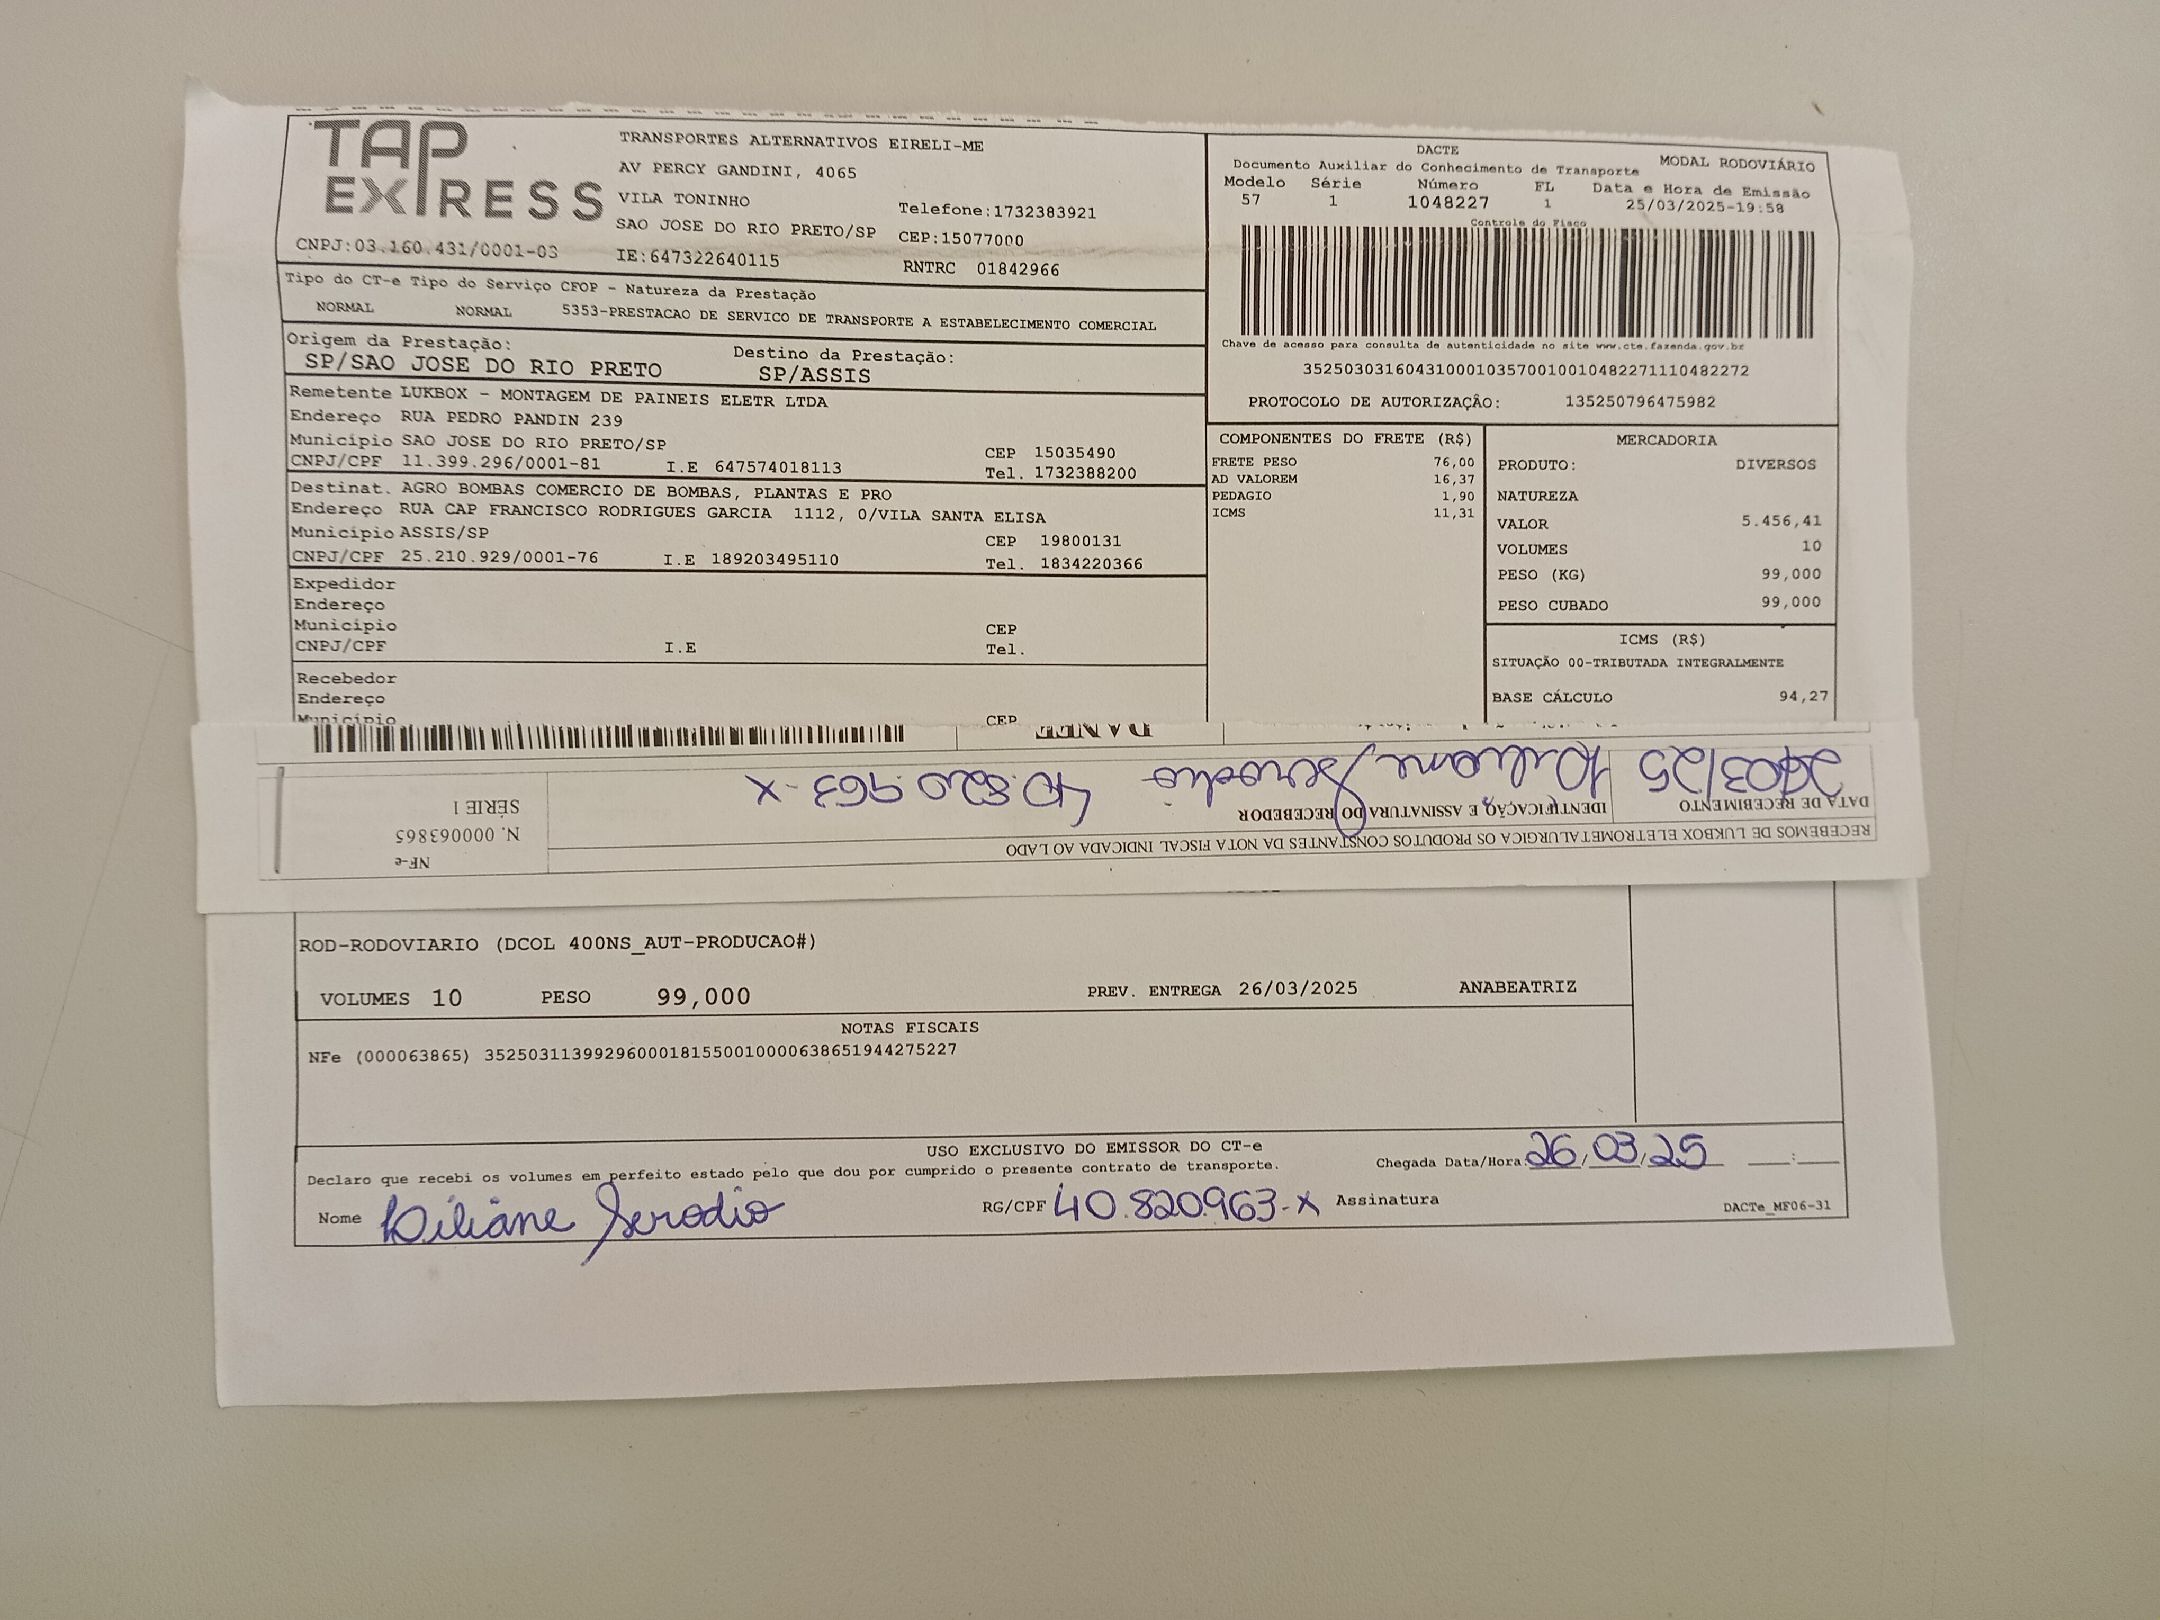 TAP EXPRESS
TRANSPORTES ALTERNATIVOS EIRELI-ME
AV PERCY GANDINI, 4065
VILA TONINHO
Telefone:1732383921
SAO JOSE DO RIO PRETO/SP CEP:15077000
CNPJ:03.160.431/0001-03 IE:647322640115 RNTRC 01842966
DACTE
Documento Auxiliar do Conhecimento de Transporte MODAL RODOVIÁRIO
Modelo Série Número FL Data e Hora de Emissão
57 1 1048227 1 25/03/2025-19:58
Controle do Fisco
Chave de acesso para consulta de autenticidade no site www.cte.fazenda.gov.br
35250303160431000103570010010482271110482272
PROTOCOLO DE AUTORIZAÇÃO: 135250796475982
Tipo do CT-e Tipo do Serviço CFOP - Natureza da Prestação
NORMAL NORMAL 5353-PRESTACAO DE SERVICO DE TRANSPORTE A ESTABELECIMENTO COMERCIAL
Origem da Prestação: Destino da Prestação:
SP/SAO JOSE DO RIO PRETO SP/ASSIS
Remetente LUKBOX - MONTAGEM DE PAINEIS ELETR LTDA
Endereço RUA PEDRO PANDIN 239
Município SAO JOSE DO RIO PRETO/SP CEP 15035490
CNPJ/CPF 11.399.296/0001-81 I.E 647574018113 Tel. 1732388200
Destinat. AGRO BOMBAS COMERCIO DE BOMBAS, PLANTAS E PRO
Endereço RUA CAP FRANCISCO RODRIGUES GARCIA 1112, 0/VILA SANTA ELISA
Município ASSIS/SP CEP 19800131
CNPJ/CPF 25.210.929/0001-76 I.E 189203495110 Tel. 1834220366
Expedidor
Endereço
Município CEP
CNPJ/CPF I.E Tel.
Recebedor
Endereço
Município CEP
COMPONENTES DO FRETE (R$)
FRETE PESO 76,00
AD VALOREM 16,37
PEDAGIO 1,90
ICMS 11,31
MERCADORIA
PRODUTO: DIVERSOS
NATUREZA
VALOR 5.456,41
VOLUMES 10
PESO (KG) 99,000
PESO CUBADO 99,000
ICMS (R$)
SITUAÇÃO 00-TRIBUTADA INTEGRALMENTE
BASE CÁLCULO 94,27
RECEBEMOS DE LUKBOX ELETROMETALURGICA OS PRODUTOS CONSTANTES DA NOTA FISCAL INDICADA AO LADO
DATA DE RECEBIMENTO IDENTIFICAÇÃO E ASSINATURA DO RECEBEDOR
26/03/25 Liliane Serodio 40.820.963-X
NF-e
N. 000063865
SÉRIE 1
DANFE
ROD-RODOVIARIO (DCOL 400NS_AUT-PRODUCAO#)
VOLUMES 10 PESO 99,000 PREV. ENTREGA 26/03/2025 ANABEATRIZ
NOTAS FISCAIS
NFe (000063865) 35250311399296000181550010000638651944275227
USO EXCLUSIVO DO EMISSOR DO CT-e
Declaro que recebi os volumes em perfeito estado pelo que dou por cumprido o presente contrato de transporte. Chegada Data/Hora: 26/03/25 __:__
Nome Liliane Serodio RG/CPF 40.820.963-X Assinatura DACTe_MF06-31